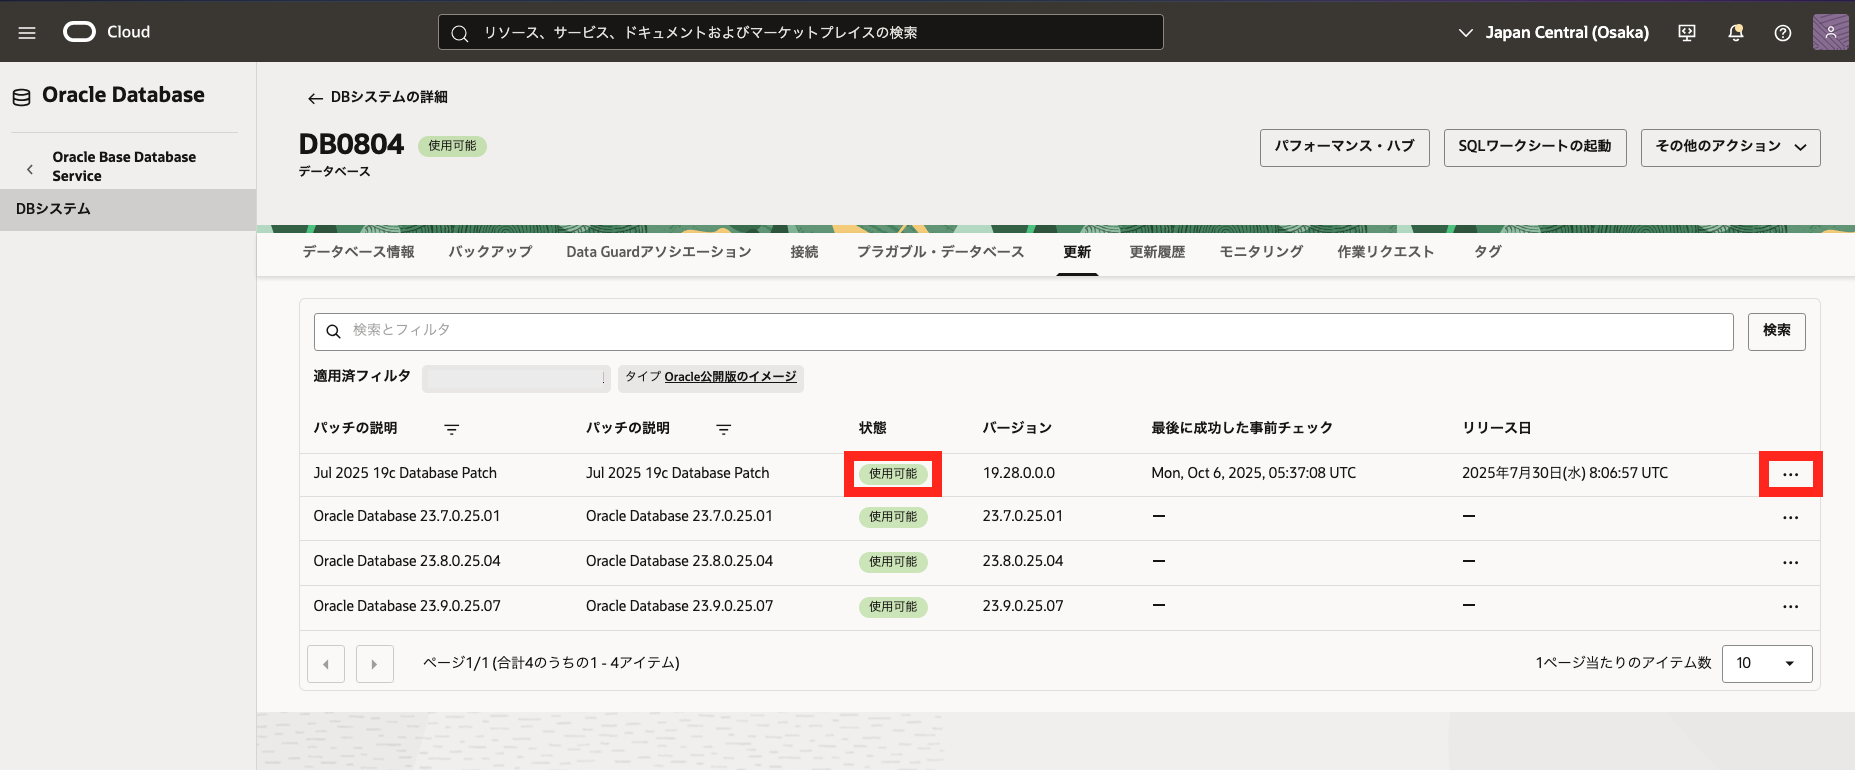 Cloud
リソース、サービス、ドキュメントおよびマーケットプレイスの検索
Japan Central (Osaka)
Oracle Database
Oracle Base Database
Service
DBシステム
← DBシステムの詳細
DB0804 使用可能
データベース
パフォーマンス・ハブ
SQLワークシートの起動
その他のアクション
データベース情報 バックアップ Data Guardアソシエーション 接続 プラガブル・データベース 更新 更新履歴 モニタリング 作業リクエスト タグ
検索とフィルタ
検索
適用済フィルタ タイプ Oracle公開版のイメージ
パッチの説明 パッチの説明 状態 バージョン 最後に成功した事前チェック リリース日
Jul 2025 19c Database Patch Jul 2025 19c Database Patch 使用可能 19.28.0.0.0 Mon, Oct 6, 2025, 05:37:08 UTC 2025年7月30日(水) 8:06:57 UTC ...
Oracle Database 23.7.0.25.01 Oracle Database 23.7.0.25.01 使用可能 23.7.0.25.01 — — ...
Oracle Database 23.8.0.25.04 Oracle Database 23.8.0.25.04 使用可能 23.8.0.25.04 — — ...
Oracle Database 23.9.0.25.07 Oracle Database 23.9.0.25.07 使用可能 23.9.0.25.07 — — ...
ページ1/1 (合計4のうちの1 - 4アイテム)
1ページ当たりのアイテム数 10